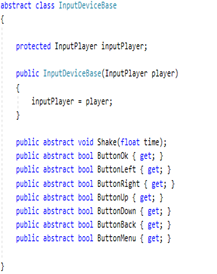 abstract class InputDeviceBase
{
protected InputPlayer inputPlayer;
public InputDeviceBase(InputPlayer player)
{
inputPlayer = player;
}
public abstract void Shake(float time);
public abstract bool ButtonOk { get; }
public abstract bool ButtonLeft { get; }
public abstract bool ButtonRight { get; }
public abstract bool ButtonUp { get; }
public abstract bool ButtonDown { get; }
public abstract bool ButtonBack { get; }
public abstract bool ButtonMenu { get; }
}